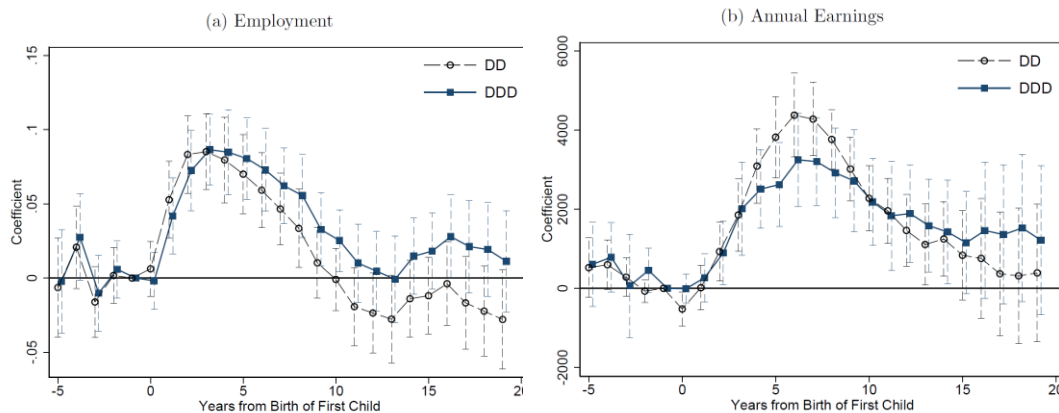 (a) Employment
.15
.1
.05
0
-.05
Coefficient
DD
DDD
-5
0
5
10
15
20
Years from Birth of First Child
(b) Annual Earnings
6000
4000
2000
0
-2000
Coefficient
DD
DDD
-5
0
5
10
15
20
Years from Birth of First Child